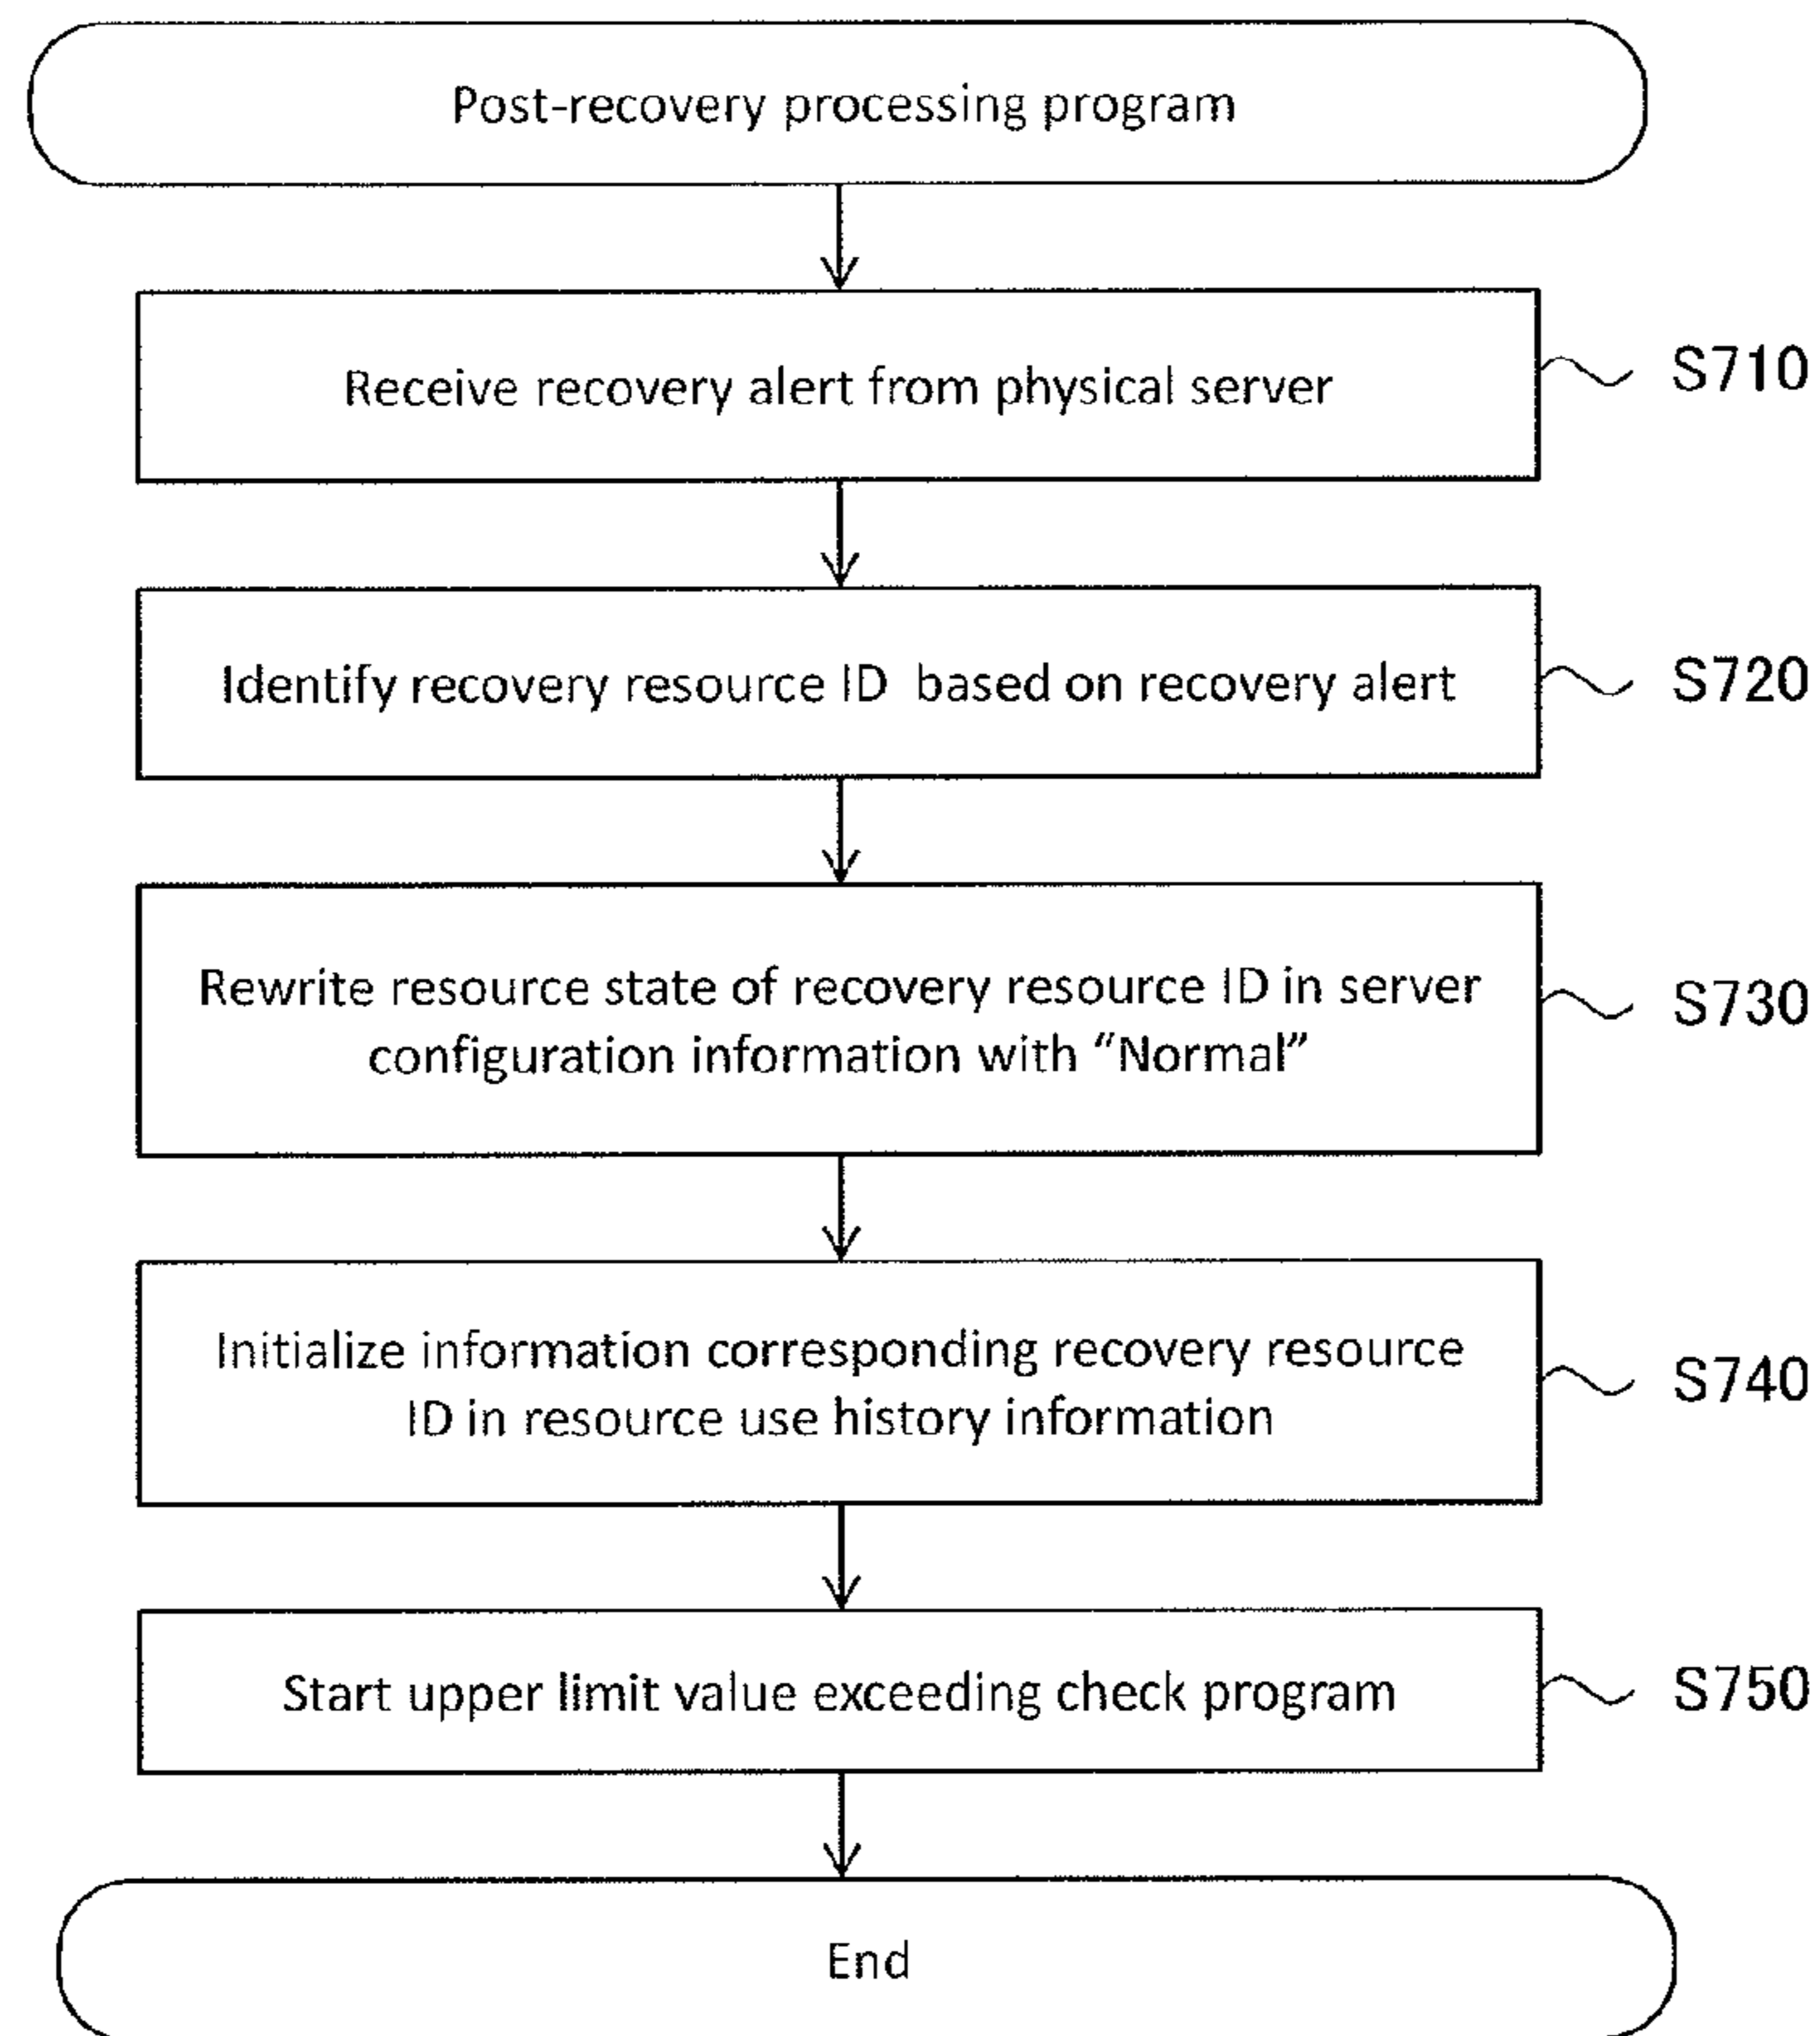 Post-recovery processing program
Receive recovery alert from physical server
S710
Identify recovery resource ID based on recovery alert
S720
Rewrite resource state of recovery resource ID in server
configuration information with “Normal”
S730
Initialize information corresponding recovery resource
ID in resource use history information
S740
Start upper limit value exceeding check program
S750
End